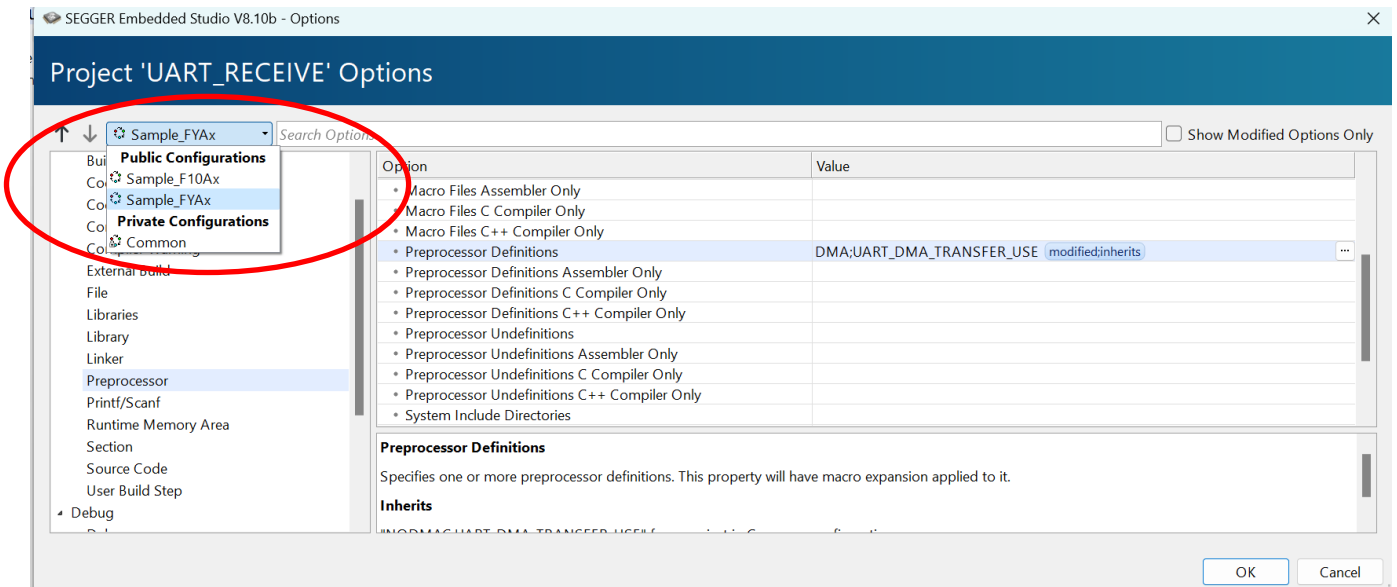 SEGGER Embedded Studio V8.10b - Options
Project 'UART_RECEIVE' Options
Sample_FYAx
Search Option
Show Modified Options Only
Public Configurations
Sample_F10Ax
Sample_FYAx
Private Configurations
Common
External Build
File
Libraries
Library
Linker
Preprocessor
Printf/Scanf
Runtime Memory Area
Section
Source Code
User Build Step
Debug
Option Value
Macro Files Assembler Only
Macro Files C Compiler Only
Macro Files C++ Compiler Only
Preprocessor Definitions DMA;UART_DMA_TRANSFER_USE modified;inherits ...
Preprocessor Definitions Assembler Only
Preprocessor Definitions C Compiler Only
Preprocessor Definitions C++ Compiler Only
Preprocessor Undefinitions
Preprocessor Undefinitions Assembler Only
Preprocessor Undefinitions C Compiler Only
Preprocessor Undefinitions C++ Compiler Only
System Include Directories
Preprocessor Definitions
Specifies one or more preprocessor definitions. This property will have macro expansion applied to it.
Inherits
OK Cancel